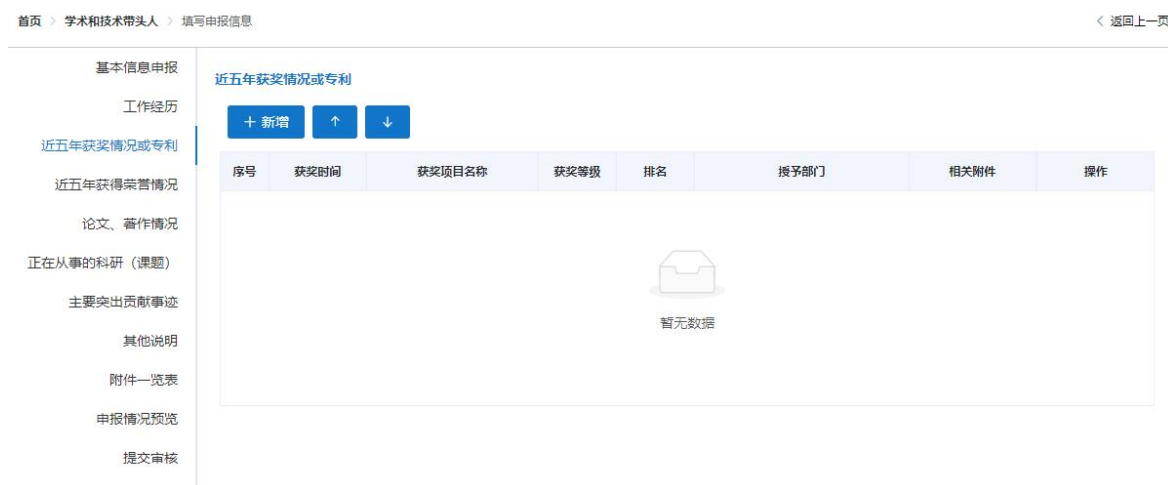 首页 > 学术和技术带头人 > 填写申报信息
< 返回上一页
基本信息申报
工作经历
近五年获奖情况或专利
近五年获得荣誉情况
论文、著作情况
正在从事的科研（课题）
主要突出贡献事迹
其他说明
附件一览表
申报情况预览
提交审核
近五年获奖情况或专利
+ 新增 ↑ ↓
序号 获奖时间 获奖项目名称 获奖等级 排名 授予部门 相关附件 操作
暂无数据